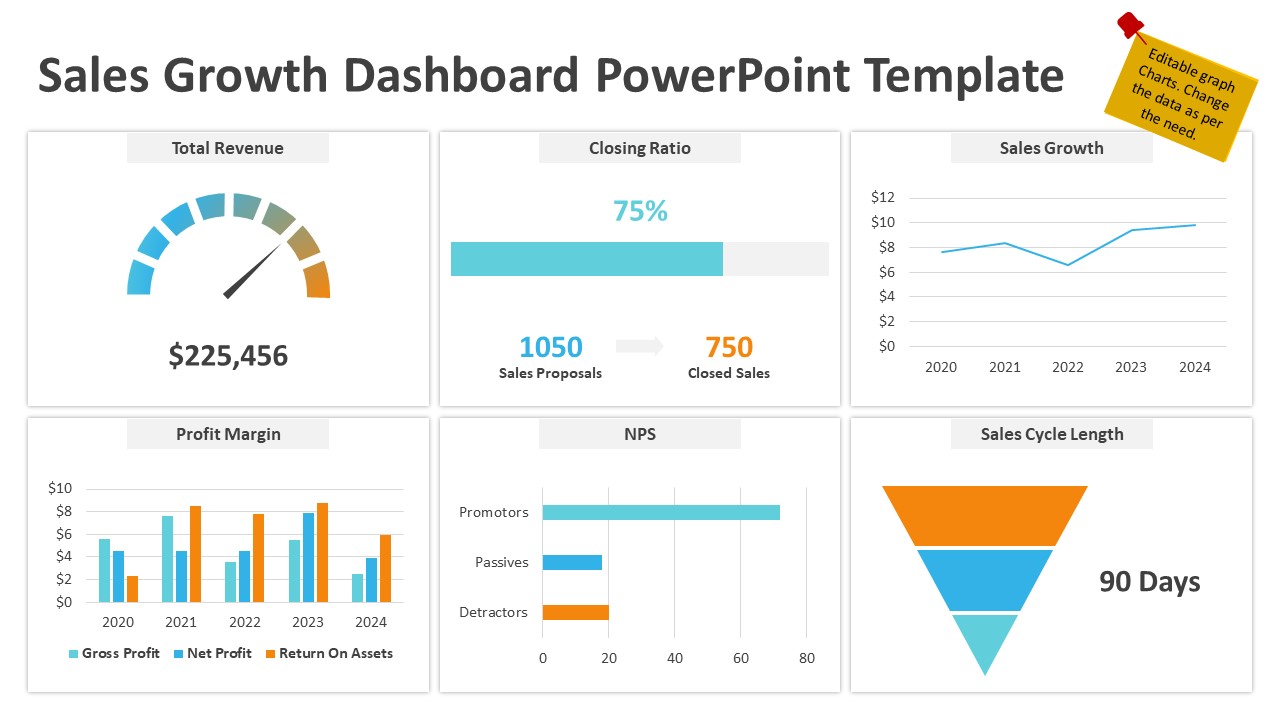 Sales Growth Dashboard PowerPoint Template
Editable graph
Charts. Change
the data as per
the need.
Total Revenue
$225,456
Closing Ratio
75%
1050
Sales Proposals
750
Closed Sales
Sales Growth
$12
$10
$8
$6
$4
$2
$0
2020 2021 2022 2023 2024
Profit Margin
$10
$8
$6
$4
$2
$0
2020 2021 2022 2023 2024
Gross Profit Net Profit Return On Assets
NPS
Promotors
Passives
Detractors
0 20 40 60 80
Sales Cycle Length
90 Days